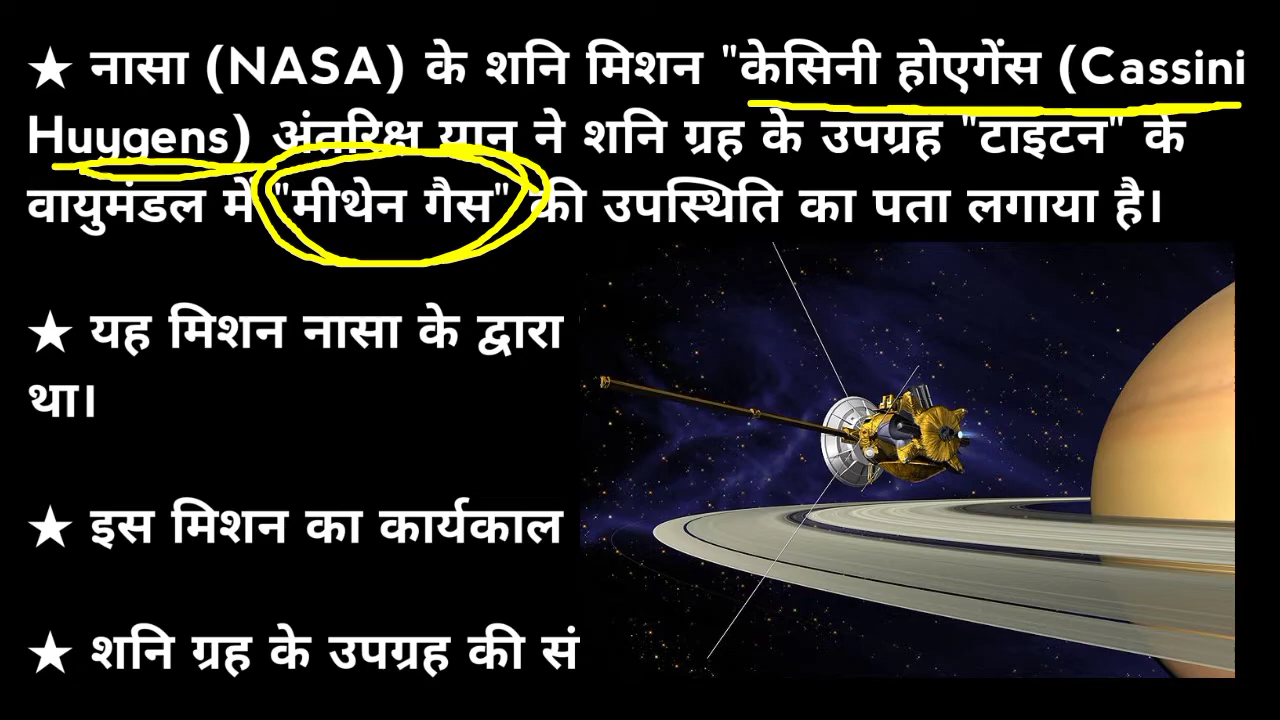 ★ नासा (NASA) के शनि मिशन "केसिनी होएगेंस (Cassini
Huygens) अंतरिक्ष यान ने शनि ग्रह के उपग्रह "टाइटन" के
वायुमंडल में "मीथेन गैस" की उपस्थिति का पता लगाया है।
★ यह मिशन नासा के द्वारा
था।
★ इस मिशन का कार्यकाल
★ शनि ग्रह के उपग्रह की सं